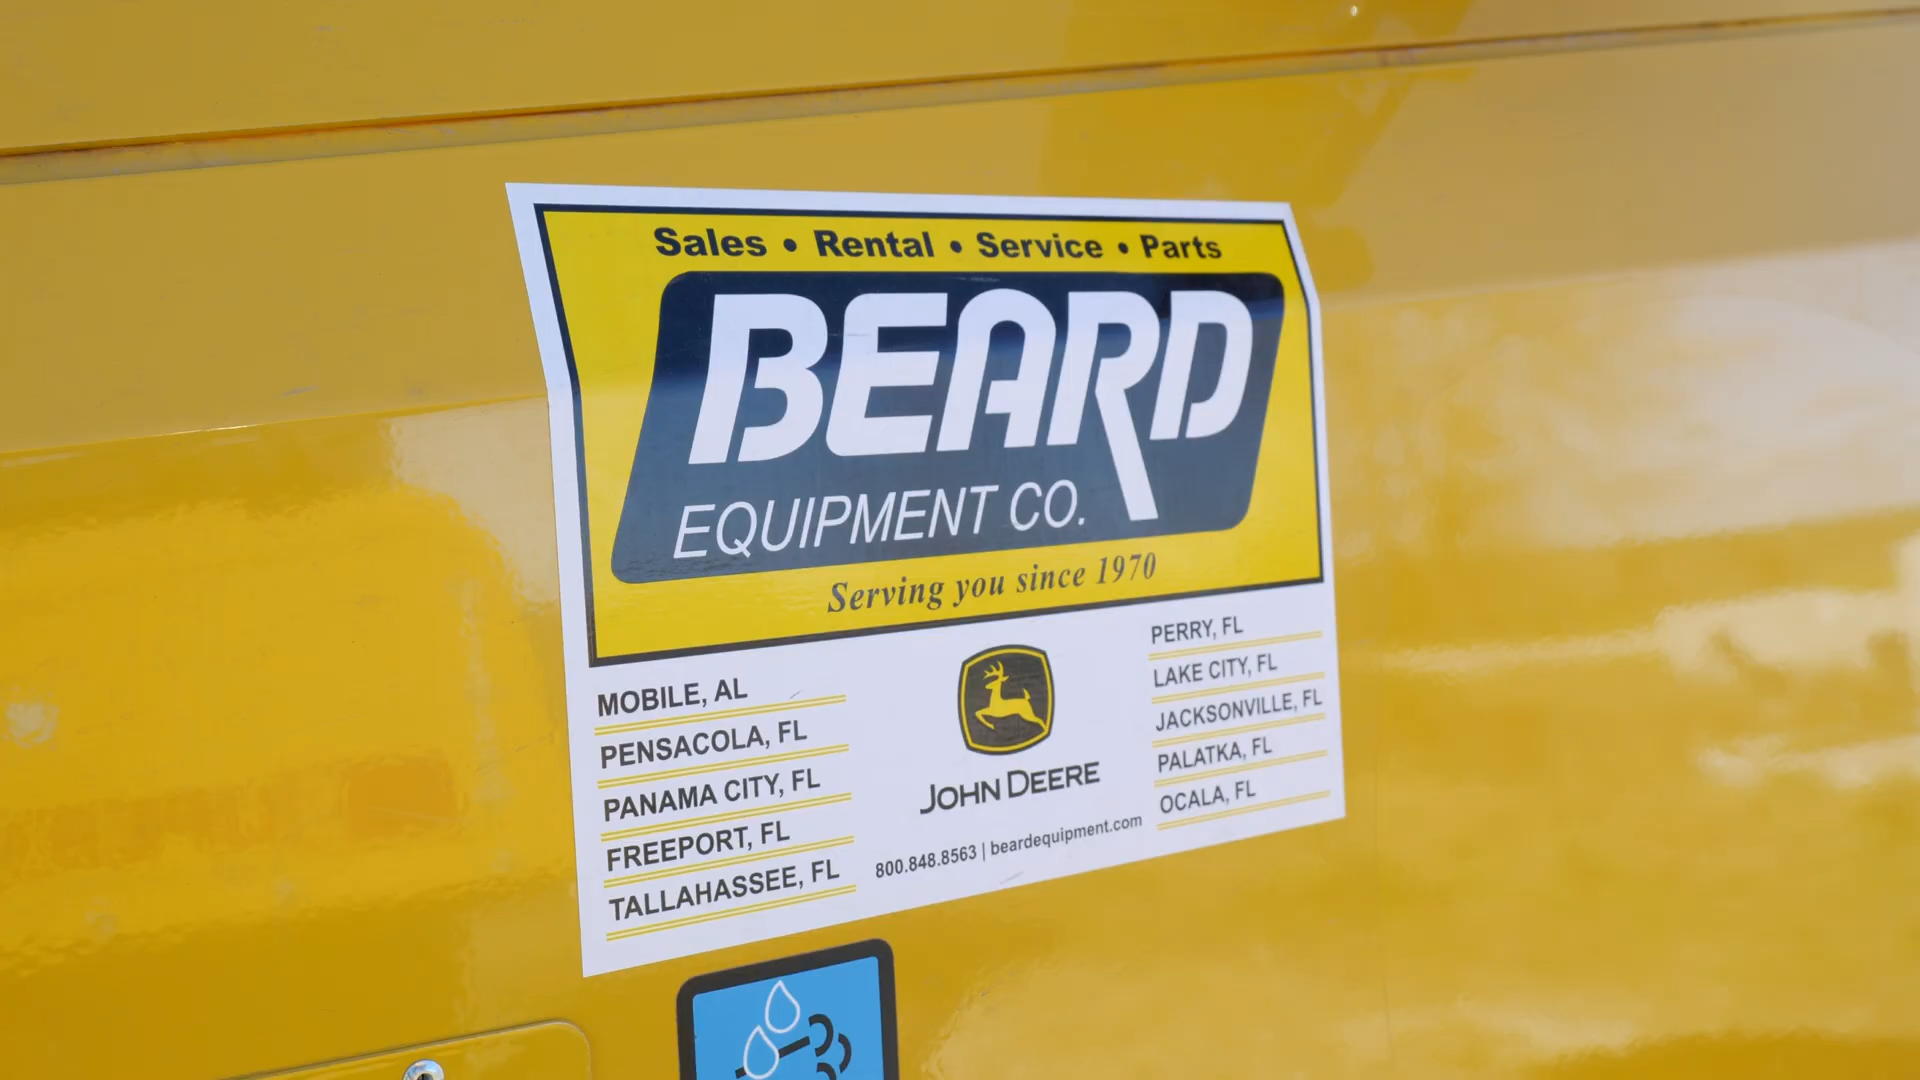 Sales • Rental • Service • Parts
BEARD
EQUIPMENT CO.
Serving you since 1970
MOBILE, AL
PENSACOLA, FL
PANAMA CITY, FL
FREEPORT, FL
TALLAHASSEE, FL
JOHN DEERE
800.848.8563 | beardequipment.com
PERRY, FL
LAKE CITY, FL
JACKSONVILLE, FL
PALATKA, FL
OCALA, FL